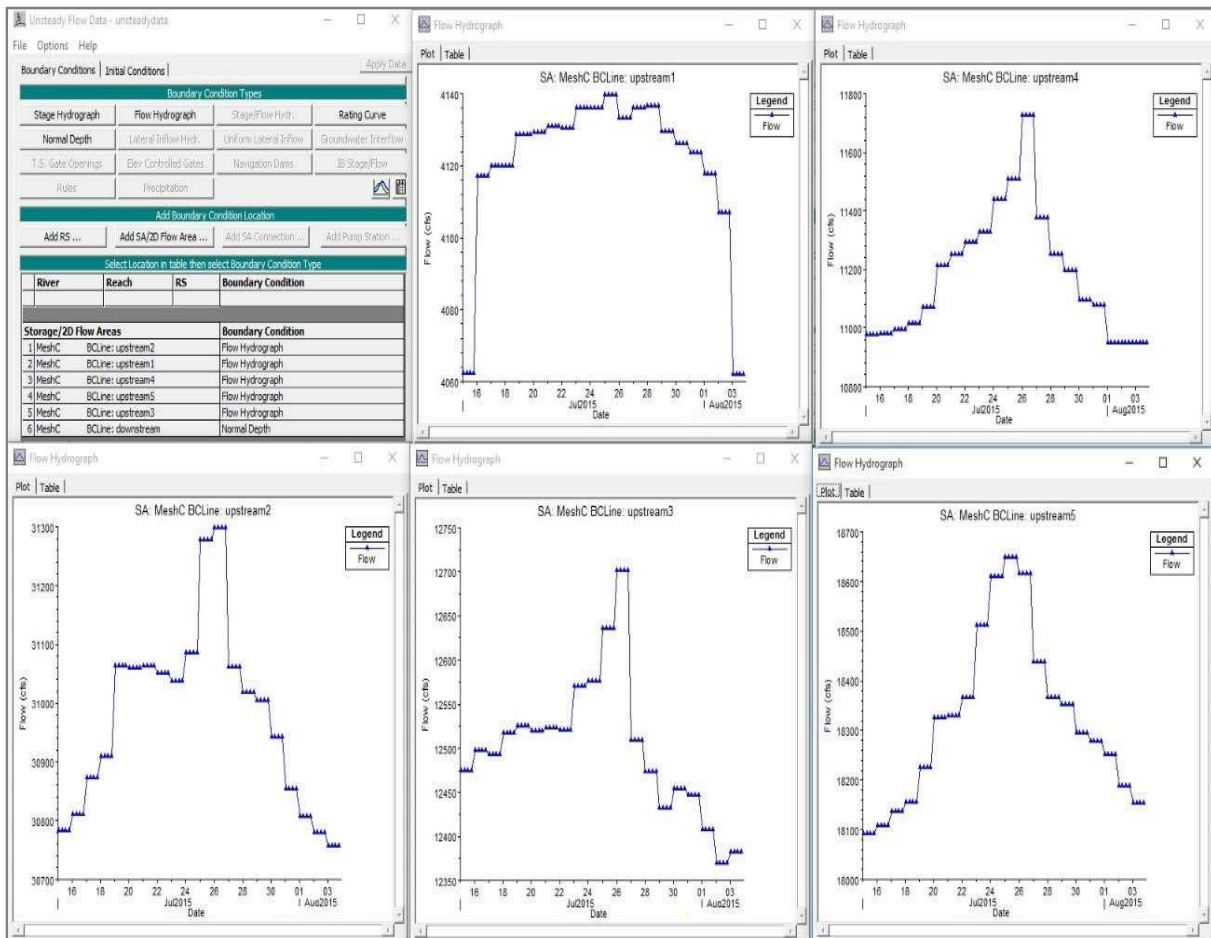 Unsteady Flow Data - unsteadydata
File Options Help
Boundary Conditions Initial Conditions Apply Data
Boundary Condition Types
Stage Hydrograph Flow Hydrograph Stage/Flow Hydr. Rating Curve
Normal Depth Lateral Inflow Hydr. Uniform Lateral Inflow Groundwater Interflow
T.S. Gate Openings Elev Controlled Gates Navigation Dams IB Stage/Flow
Rules Precipitation
Add Boundary Condition Location
Add RS ... Add SA/2D Flow Area ... Add SA Connection ... Add Pump Station ...
Select Location in table then select Boundary Condition Type
River Reach RS Boundary Condition
Storage/2D Flow Areas Boundary Condition
1 MeshC BCLine: upstream2 Flow Hydrograph
2 MeshC BCLine: upstream1 Flow Hydrograph
3 MeshC BCLine: upstream4 Flow Hydrograph
4 MeshC BCLine: upstream5 Flow Hydrograph
5 MeshC BCLine: upstream3 Flow Hydrograph
6 MeshC BCLine: downstream Normal Depth
Flow Hydrograph
Plot Table
SA: MeshC BCLine: upstream1
Legend
Flow
Flow (cfs)
4140
4120
4100
4080
4060
16 18 20 22 24 26 28 30 01 03
Jul2015 Aug2015
Date
Flow Hydrograph
Plot Table
SA: MeshC BCLine: upstream4
Legend
Flow
Flow (cfs)
11800
11600
11400
11200
11000
10800
16 18 20 22 24 26 28 30 01 03
Jul2015 Aug2015
Date
Flow Hydrograph
Plot Table
SA: MeshC BCLine: upstream2
Legend
Flow
Flow (cfs)
31300
31200
31100
31000
30900
30800
30700
16 18 20 22 24 26 28 30 01 03
Jul2015 Aug2015
Date
Flow Hydrograph
Plot Table
SA: MeshC BCLine: upstream3
Legend
Flow
Flow (cfs)
12750
12700
12650
12600
12550
12500
12450
12400
12350
16 18 20 22 24 26 28 30 01 03
Jul2015 Aug2015
Date
Flow Hydrograph
Plot Table
SA: MeshC BCLine: upstream5
Legend
Flow
Flow (cfs)
18700
18600
18500
18400
18300
18200
18100
18000
16 18 20 22 24 26 28 30 01 03
Jul2015 Aug2015
Date